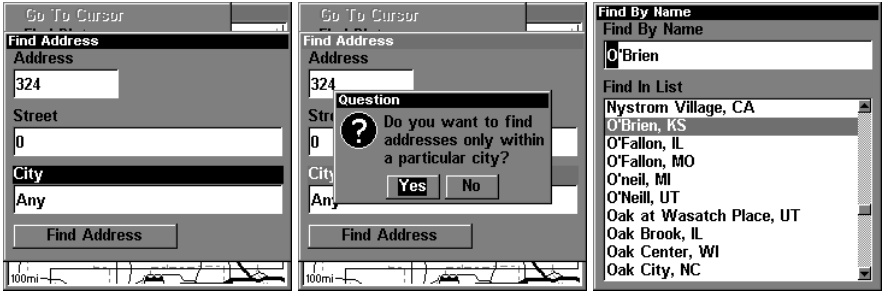 Go To Cursor
Find Address
Address
324
Street
0
City
Any
Find Address
100mi
Go To Cursor
Find Address
Address
324
Question
Do you want to find
addresses only within
a particular city?
Yes No
0
Any
Find Address
100mi
Find By Name
Find By Name
O'Brien
Find In List
Nystrom Village, CA
O'Brien, KS
O'Fallon, IL
O'Fallon, MO
O'neil, MI
O'Neill, UT
Oak at Wasatch Place, UT
Oak Brook, IL
Oak Center, WI
Oak City, NC